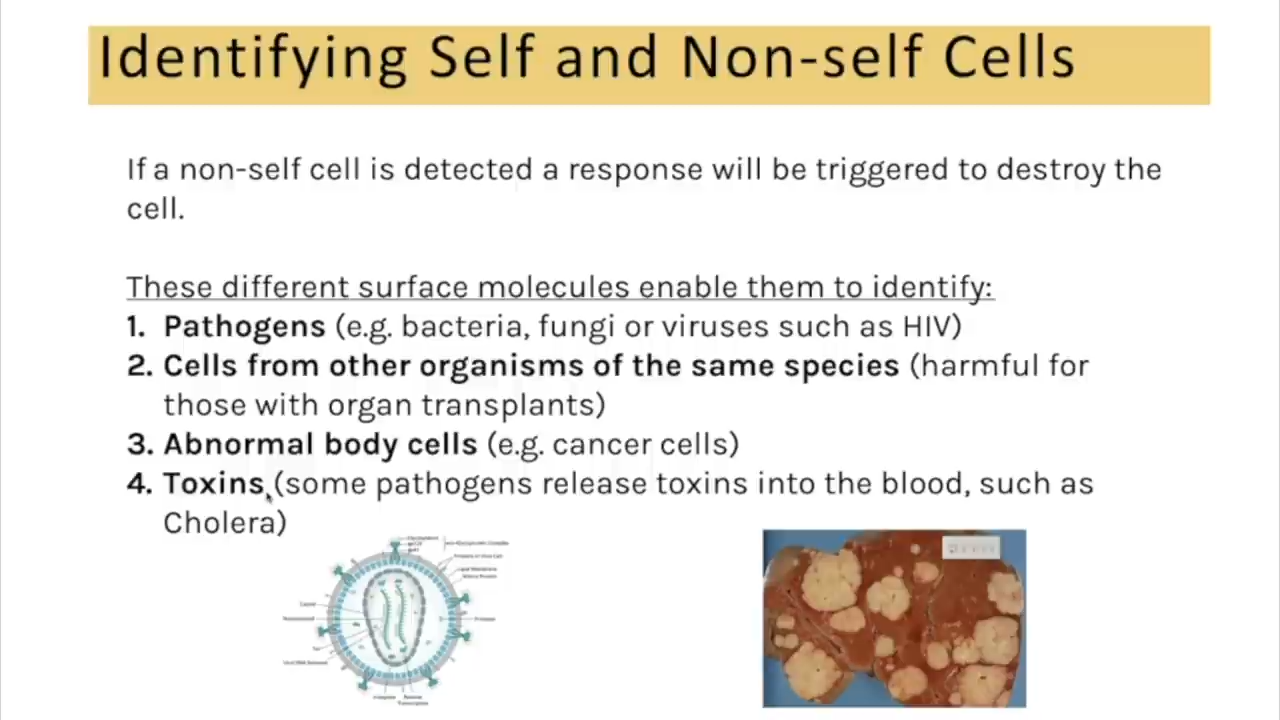 Identifying Self and Non-self Cells
If a non-self cell is detected a response will be triggered to destroy the
cell.
These different surface molecules enable them to identify:
1. Pathogens (e.g. bacteria, fungi or viruses such as HIV)
2. Cells from other organisms of the same species (harmful for
those with organ transplants)
3. Abnormal body cells (e.g. cancer cells)
4. Toxins (some pathogens release toxins into the blood, such as
Cholera)